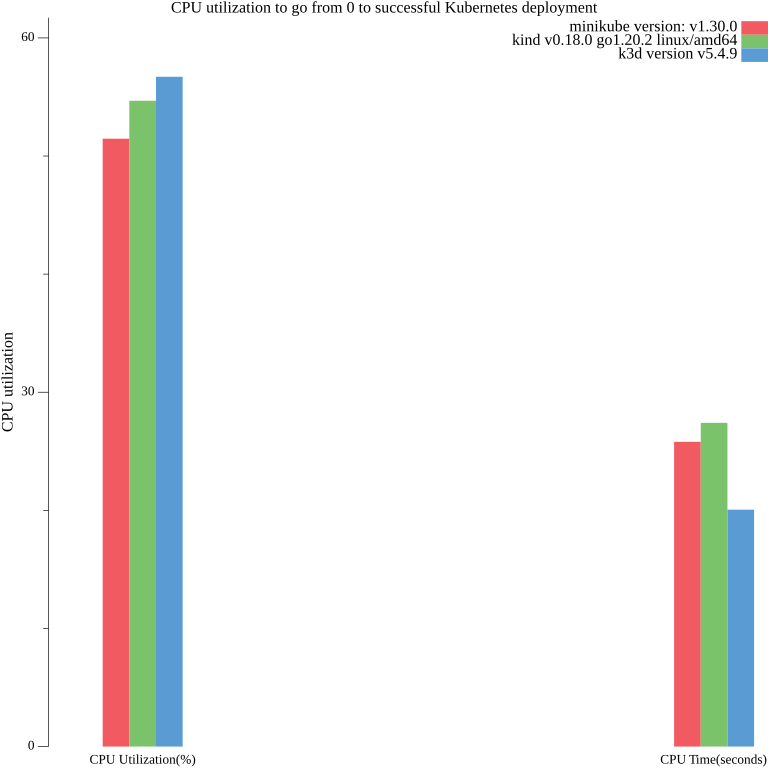 CPU utilization to go from 0 to successful Kubernetes deployment
minikube version: v1.30.0
kind v0.18.0 go1.20.2 linux/amd64
k3d version v5.4.9
60
30
0
CPU utilization
CPU Utilization(%)
CPU Time(seconds)